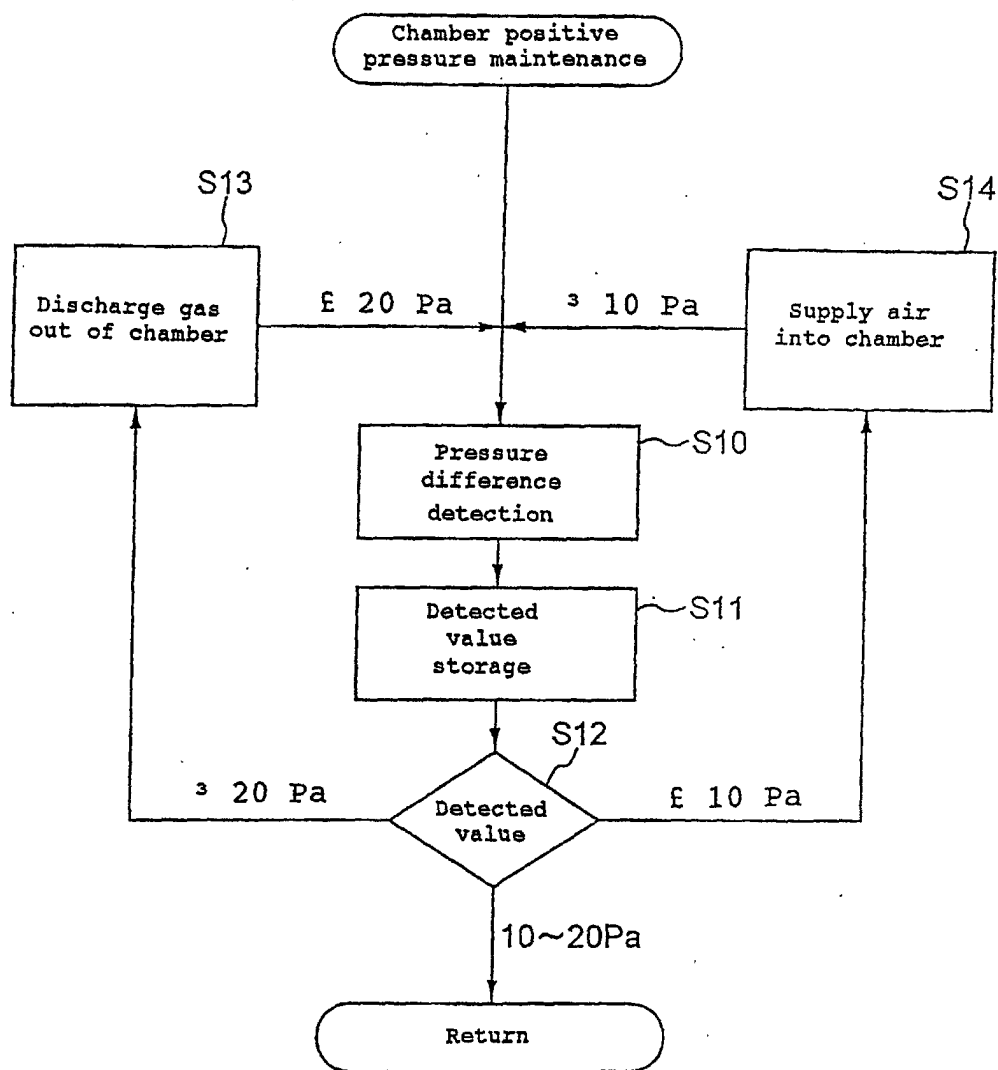 Chamber positive
pressure maintenance
S13
S14
Discharge gas
out of chamber
£ 20 Pa
³ 10 Pa
Supply air
into chamber
Pressure
difference
detection
S10
Detected
value
storage
S11
S12
³ 20 Pa
Detected
value
£ 10 Pa
10～20Pa
Return